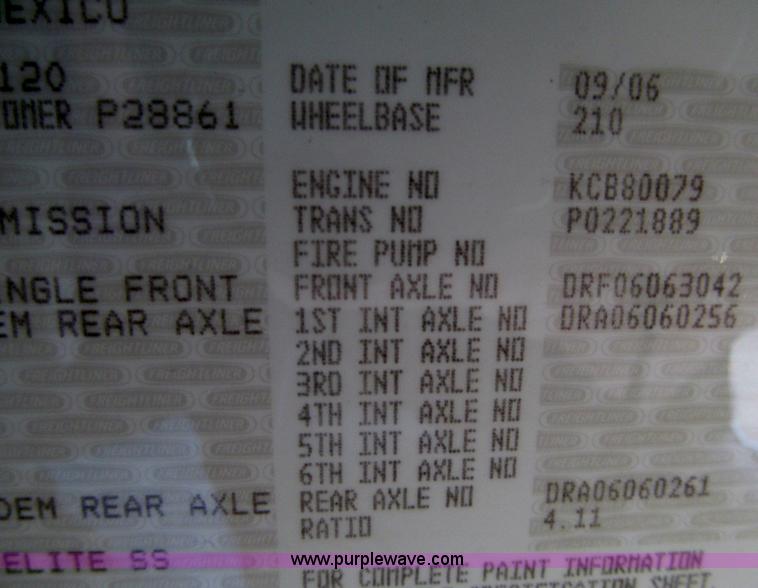 MEXICO
120 DATE OF MFR 09/06
OMER P28861 WHEELBASE 210
ENGINE NO KCB80079
MISSION TRANS NO P0221889
FIRE PUMP NO
NGLE FRONT FRONT AXLE NO DRF06063042
EM REAR AXLE 1ST INT AXLE NO DRA06060256
2ND INT AXLE NO
3RD INT AXLE NO
4TH INT AXLE NO
5TH INT AXLE NO
6TH INT AXLE NO
DEM REAR AXLE REAR AXLE NO DRA06060261
RATIO 4.11
ELITE SS www.purplewave.com
FOR COMPLETE PAINT INFORMATION